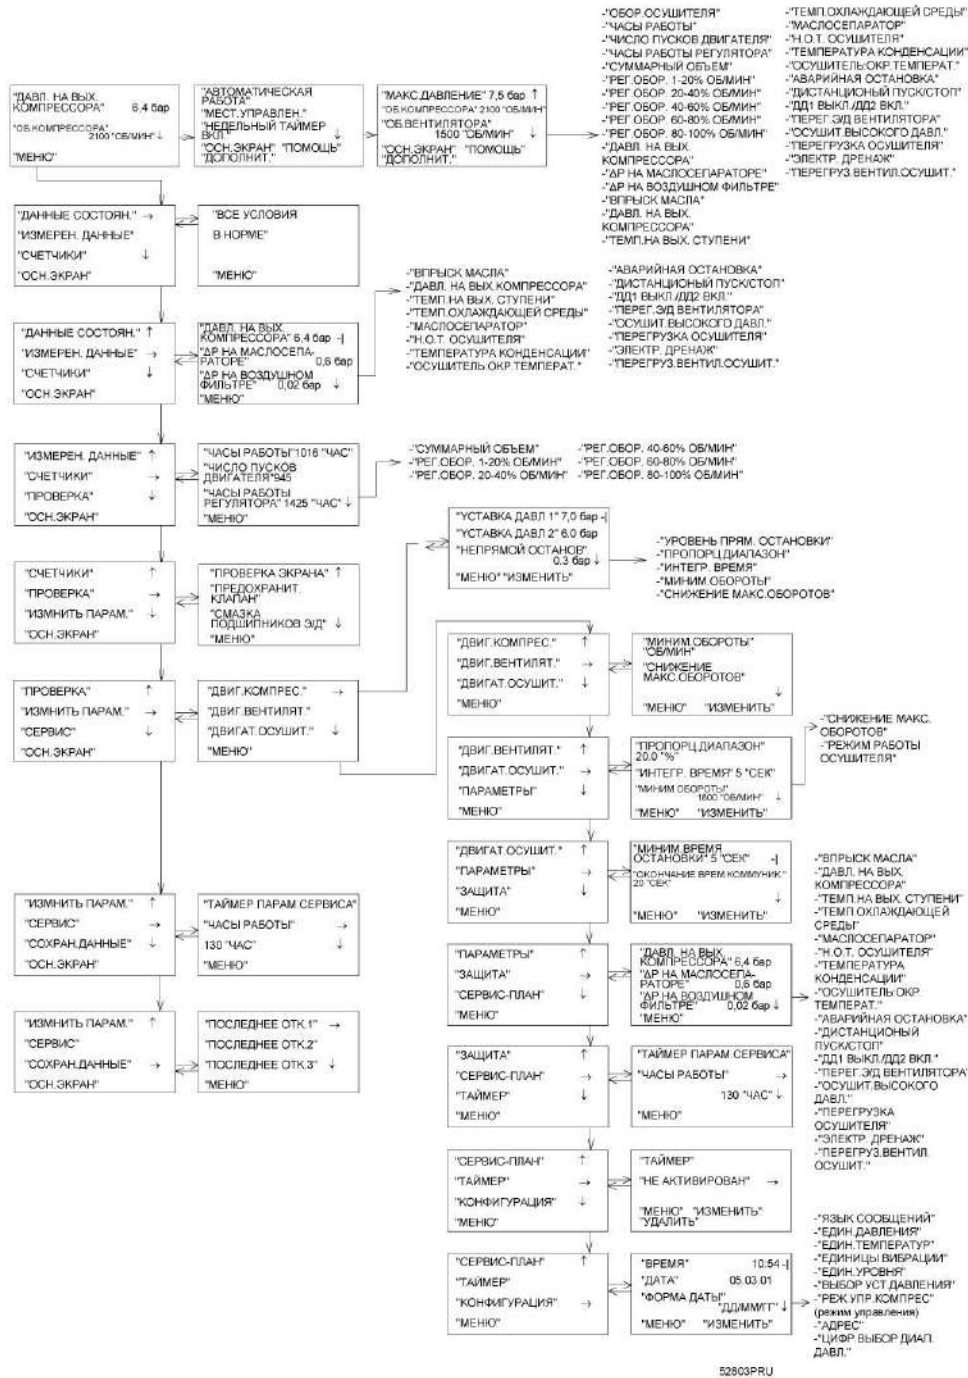 -"ОБОР.ОСУШИТЕЛЯ"
-"ЧАСЫ РАБОТЫ"
-"ЧИСЛО ПУСКОВ ДВИГАТЕЛЯ"
-"ЧАСЫ РАБОТЫ РЕГУЛЯТОРА"
-"СУММАРНЫЙ ОБЪЕМ"
-"РЕГ.ОБОР. 1-20% ОБ/МИН"
-"РЕГ.ОБОР. 20-40% ОБ/МИН"
-"РЕГ.ОБОР. 40-60% ОБ/МИН"
-"РЕГ.ОБОР. 60-80% ОБ/МИН"
-"РЕГ.ОБОР. 80-100% ОБ/МИН"
-"ДАВЛ. НА ВЫХ.
КОМПРЕССОРА"
-"ΔР НА МАСЛОСЕПАРАТОРЕ"
-"ΔР НА ВОЗДУШНОМ ФИЛЬТРЕ"
-"ВПРЫСК МАСЛА"
-"ДАВЛ. НА ВЫХ.
КОМПРЕССОРА"
-"ТЕМП.НА ВЫХ. СТУПЕНИ"
-"ТЕМП.ОХЛАЖДАЮЩЕЙ СРЕДЫ"
-"МАСЛОСЕПАРАТОР"
-"Н.О.Т. ОСУШИТЕЛЯ"
-"ТЕМПЕРАТУРА КОНДЕНСАЦИИ"
-"ОСУШИТЕЛЬ:ОКР.ТЕМПЕРАТ."
-"АВАРИЙНАЯ ОСТАНОВКА"
-"ДИСТАНЦИОНЫЙ ПУСК/СТОП"
-"ДД1 ВЫКЛ./ДД2 ВКЛ."
-"ПЕРЕГ.Э/Д ВЕНТИЛЯТОРА"
-"ОСУШИТ.ВЫСОКОГО ДАВЛ."
-"ПЕРЕГРУЗКА ОСУШИТЕЛЯ"
-"ЭЛЕКТР. ДРЕНАЖ"
-"ПЕРЕГРУЗ.ВЕНТИЛ.ОСУШИТ."
"ДАВЛ. НА ВЫХ.
КОМПРЕССОРА" 6,4 бар
"ОБ.КОМПРЕССОРА"
2100 "ОБ/МИН" ↓
"МЕНЮ"
"АВТОМАТИЧЕСКАЯ
РАБОТА"
"МЕСТ.УПРАВЛЕН."
"НЕДЕЛЬНЫЙ ТАЙМЕР
ВКЛ" ↓
"ОСН.ЭКРАН" "ПОМОЩЬ"
"ДОПОЛНИТ."
"МАКС.ДАВЛЕНИЕ" 7,5 бар ↑
"ОБ.КОМПРЕССОРА" 2100 "ОБ/МИН"
"ОБ.ВЕНТИЛЯТОРА"
1500 "ОБ/МИН" ↓
"ОСН.ЭКРАН" "ПОМОЩЬ"
"ДОПОЛНИТ."
"ДАННЫЕ СОСТОЯН." →
"ИЗМЕРЕН. ДАННЫЕ"
"СЧЕТЧИКИ" ↓
"ОСН.ЭКРАН"
"ВСЕ УСЛОВИЯ
В НОРМЕ"
"МЕНЮ"
"ДАННЫЕ СОСТОЯН." ↑
"ИЗМЕРЕН. ДАННЫЕ" →
"СЧЕТЧИКИ" ↓
"ОСН.ЭКРАН"
"ДАВЛ. НА ВЫХ.
КОМПРЕССОРА" 6,4 бар -|
"ΔР НА МАСЛОСЕПА-
РАТОРЕ" 0,6 бар
"ΔР НА ВОЗДУШНОМ
ФИЛЬТРЕ" 0,02 бар ↓
"МЕНЮ"
-"ВПРЫСК МАСЛА"
-"ДАВЛ. НА ВЫХ.КОМПРЕССОРА"
-"ТЕМП.НА ВЫХ. СТУПЕНИ"
-"ТЕМП.ОХЛАЖДАЮЩЕЙ СРЕДЫ"
-"МАСЛОСЕПАРАТОР"
-"Н.О.Т. ОСУШИТЕЛЯ"
-"ТЕМПЕРАТУРА КОНДЕНСАЦИИ"
-"ОСУШИТЕЛЬ:ОКР.ТЕМПЕРАТ."
-"АВАРИЙНАЯ ОСТАНОВКА"
-"ДИСТАНЦИОНЫЙ ПУСК/СТОП"
-"ДД1 ВЫКЛ./ДД2 ВКЛ."
-"ПЕРЕГ.Э/Д ВЕНТИЛЯТОРА"
-"ОСУШИТ.ВЫСОКОГО ДАВЛ."
-"ПЕРЕГРУЗКА ОСУШИТЕЛЯ"
-"ЭЛЕКТР. ДРЕНАЖ"
-"ПЕРЕГРУЗ.ВЕНТИЛ.ОСУШИТ."
"ИЗМЕРЕН. ДАННЫЕ" ↑
"СЧЕТЧИКИ" →
"ПРОВЕРКА" ↓
"ОСН.ЭКРАН"
"ЧАСЫ РАБОТЫ"1016 "ЧАС"
"ЧИСЛО ПУСКОВ
ДВИГАТЕЛЯ"945
"ЧАСЫ РАБОТЫ
РЕГУЛЯТОРА" 1425 "ЧАС" ↓
"МЕНЮ"
-"СУММАРНЫЙ ОБЪЕМ"
-"РЕГ.ОБОР. 1-20% ОБ/МИН"
-"РЕГ.ОБОР. 20-40% ОБ/МИН"
-"РЕГ.ОБОР. 40-60% ОБ/МИН"
-"РЕГ.ОБОР. 60-80% ОБ/МИН"
-"РЕГ.ОБОР. 80-100% ОБ/МИН"
"УСТАВКА ДАВЛ 1" 7,0 бар -|
"УСТАВКА ДАВЛ 2" 6.0 бар
"НЕПРЯМОЙ ОСТАНОВ"
0.3 бар ↓
"МЕНЮ" "ИЗМЕНИТЬ"
-"УРОВЕНЬ ПРЯМ. ОСТАНОВКИ"
-"ПРОПОРЦ.ДИАПАЗОН"
-"ИНТЕГР. ВРЕМЯ"
-"МИНИМ.ОБОРОТЫ"
-"СНИЖЕНИЕ МАКС.ОБОРОТОВ"
"СЧЕТЧИКИ" ↑
"ПРОВЕРКА" →
"ИЗМНИТЬ ПАРАМ." ↓
"ОСН.ЭКРАН"
"ПРОВЕРКА ЭКРАНА" ↑
"ПРЕДОХРАНИТ.
КЛАПАН"
"СМАЗКА
ПОДШИПНИКОВ Э/Д" ↓
"МЕНЮ"
"ПРОВЕРКА" ↑
"ИЗМНИТЬ ПАРАМ." →
"СЕРВИС" ↓
"ОСН.ЭКРАН"
"ДВИГ.КОМПРЕС." →
"ДВИГ.ВЕНТИЛЯТ."
"ДВИГАТ.ОСУШИТ." ↓
"МЕНЮ"
"ДВИГ.КОМПРЕС." ↑
"ДВИГ.ВЕНТИЛЯТ." →
"ДВИГАТ.ОСУШИТ." ↓
"МЕНЮ"
"МИНИМ.ОБОРОТЫ"
"ОБ/МИН"
"СНИЖЕНИЕ
МАКС.ОБОРОТОВ"
↓
"МЕНЮ" "ИЗМЕНИТЬ"
"ДВИГ.ВЕНТИЛЯТ." ↑
"ДВИГАТ.ОСУШИТ." →
"ПАРАМЕТРЫ" ↓
"МЕНЮ"
"ПРОПОРЦ.ДИАПАЗОН"
20.0 "%"
"ИНТЕГР. ВРЕМЯ" 5 "СЕК"
"МИНИМ ОБОРОТЫ"
1600 "ОБ/МИН" ↓
"МЕНЮ" "ИЗМЕНИТЬ"
-"СНИЖЕНИЕ МАКС.
ОБОРОТОВ"
-"РЕЖИМ РАБОТЫ
ОСУШИТЕЛЯ"
"ДВИГАТ.ОСУШИТ." ↑
"ПАРАМЕТРЫ" →
"ЗАЩИТА" ↓
"МЕНЮ"
"МИНИМ.ВРЕМЯ
ОСТАНОВКИ" 5 "СЕК" -|
"ОКОНЧАНИЕ ВРЕМ.КОММУНИК."
20 "СЕК"
↓
"МЕНЮ" "ИЗМЕНИТЬ"
"ИЗМНИТЬ ПАРАМ." ↑
"СЕРВИС" →
"СОХРАН.ДАННЫЕ" ↓
"ОСН.ЭКРАН"
"ТАЙМЕР ПАРАМ.СЕРВИСА"
"ЧАСЫ РАБОТЫ" →
130 "ЧАС" ↓
"МЕНЮ"
"ПАРАМЕТРЫ" ↑
"ЗАЩИТА" →
"СЕРВИС-ПЛАН" ↓
"МЕНЮ"
"ДАВЛ. НА ВЫХ.
КОМПРЕССОРА" 6,4 бар
"ΔР НА МАСЛОСЕПА-
РАТОРЕ" 0,6 бар
"ΔР НА ВОЗДУШНОМ
ФИЛЬТРЕ" 0,02 бар ↓
"МЕНЮ"
-"ВПРЫСК МАСЛА"
-"ДАВЛ. НА ВЫХ.
КОМПРЕССОРА"
-"ТЕМП.НА ВЫХ. СТУПЕНИ"
-"ТЕМП ОХЛАЖДАЮЩЕЙ
СРЕДЫ"
-"МАСЛОСЕПАРАТОР"
-"Н.О.Т. ОСУШИТЕЛЯ"
-"ТЕМПЕРАТУРА
КОНДЕНСАЦИИ"
-"ОСУШИТЕЛЬ:ОКР.
ТЕМПЕРАТ."
-"АВАРИЙНАЯ ОСТАНОВКА"
-"ДИСТАНЦИОНЫЙ
ПУСК/СТОП"
-"ДД1 ВЫКЛ./ДД2 ВКЛ."
-"ПЕРЕГ.Э/Д ВЕНТИЛЯТОРА"
-"ОСУШИТ.ВЫСОКОГО
ДАВЛ."
-"ПЕРЕГРУЗКА
ОСУШИТЕЛЯ"
-"ЭЛЕКТР. ДРЕНАЖ"
-"ПЕРЕГРУЗ.ВЕНТИЛ.
ОСУШИТ."
"ИЗМНИТЬ ПАРАМ." ↑
"СЕРВИС"
"СОХРАН.ДАННЫЕ" →
"ОСН.ЭКРАН"
"ПОСЛЕДНЕЕ ОТК.1" →
"ПОСЛЕДНЕЕ ОТК.2"
"ПОСЛЕДНЕЕ ОТК.3" ↓
"МЕНЮ"
"ЗАЩИТА" ↑
"СЕРВИС-ПЛАН" →
"ТАЙМЕР" ↓
"МЕНЮ"
"ТАЙМЕР ПАРАМ.СЕРВИСА"
"ЧАСЫ РАБОТЫ" →
130 "ЧАС" ↓
"МЕНЮ"
"СЕРВИС-ПЛАН" ↑
"ТАЙМЕР" →
"КОНФИГУРАЦИЯ" ↓
"МЕНЮ"
"ТАЙМЕР"
"НЕ АКТИВИРОВАН" →
"МЕНЮ" "ИЗМЕНИТЬ"
"УДАЛИТЬ"
"СЕРВИС-ПЛАН" ↑
"ТАЙМЕР"
"КОНФИГУРАЦИЯ" →
"МЕНЮ"
"ВРЕМЯ" 10:54 -|
"ДАТА" 05.03.01
"ФОРМА ДАТЫ"
"ДД/ММ/ГГ" ↓
"МЕНЮ" "ИЗМЕНИТЬ"
-"ЯЗЫК СООБЩЕНИЙ"
-"ЕДИН.ДАВЛЕНИЯ"
-"ЕДИН.ТЕМПЕРАТУР"
-"ЕДИНИЦЫ ВИБРАЦИИ"
-"ЕДИН.УРОВНЯ"
-"ВЫБОР УСТ.ДАВЛЕНИЯ"
-"РЕЖ.УПР.КОМПРЕС"
(режим управления)
-"АДРЕС"
-"ЦИФР.ВЫБОР ДИАП.
ДАВЛ."
52803PRU